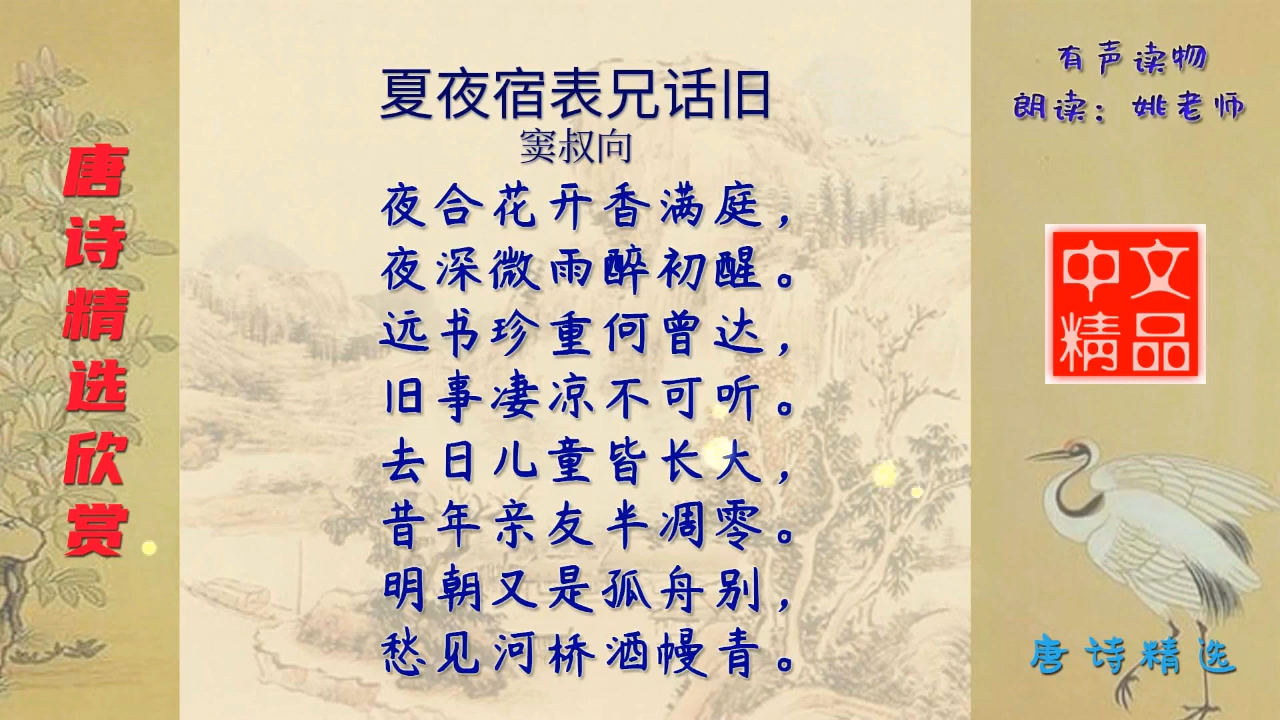 唐诗精选欣赏
夏夜宿表兄话旧
窦叔向
夜合花开香满庭，
夜深微雨醉初醒。
远书珍重何曾达，
旧事凄凉不可听。
去日儿童皆长大，
昔年亲友半凋零。
明朝又是孤舟别，
愁见河桥酒幔青。
有声读物
朗读：姚老师
中文
精品
唐诗精选